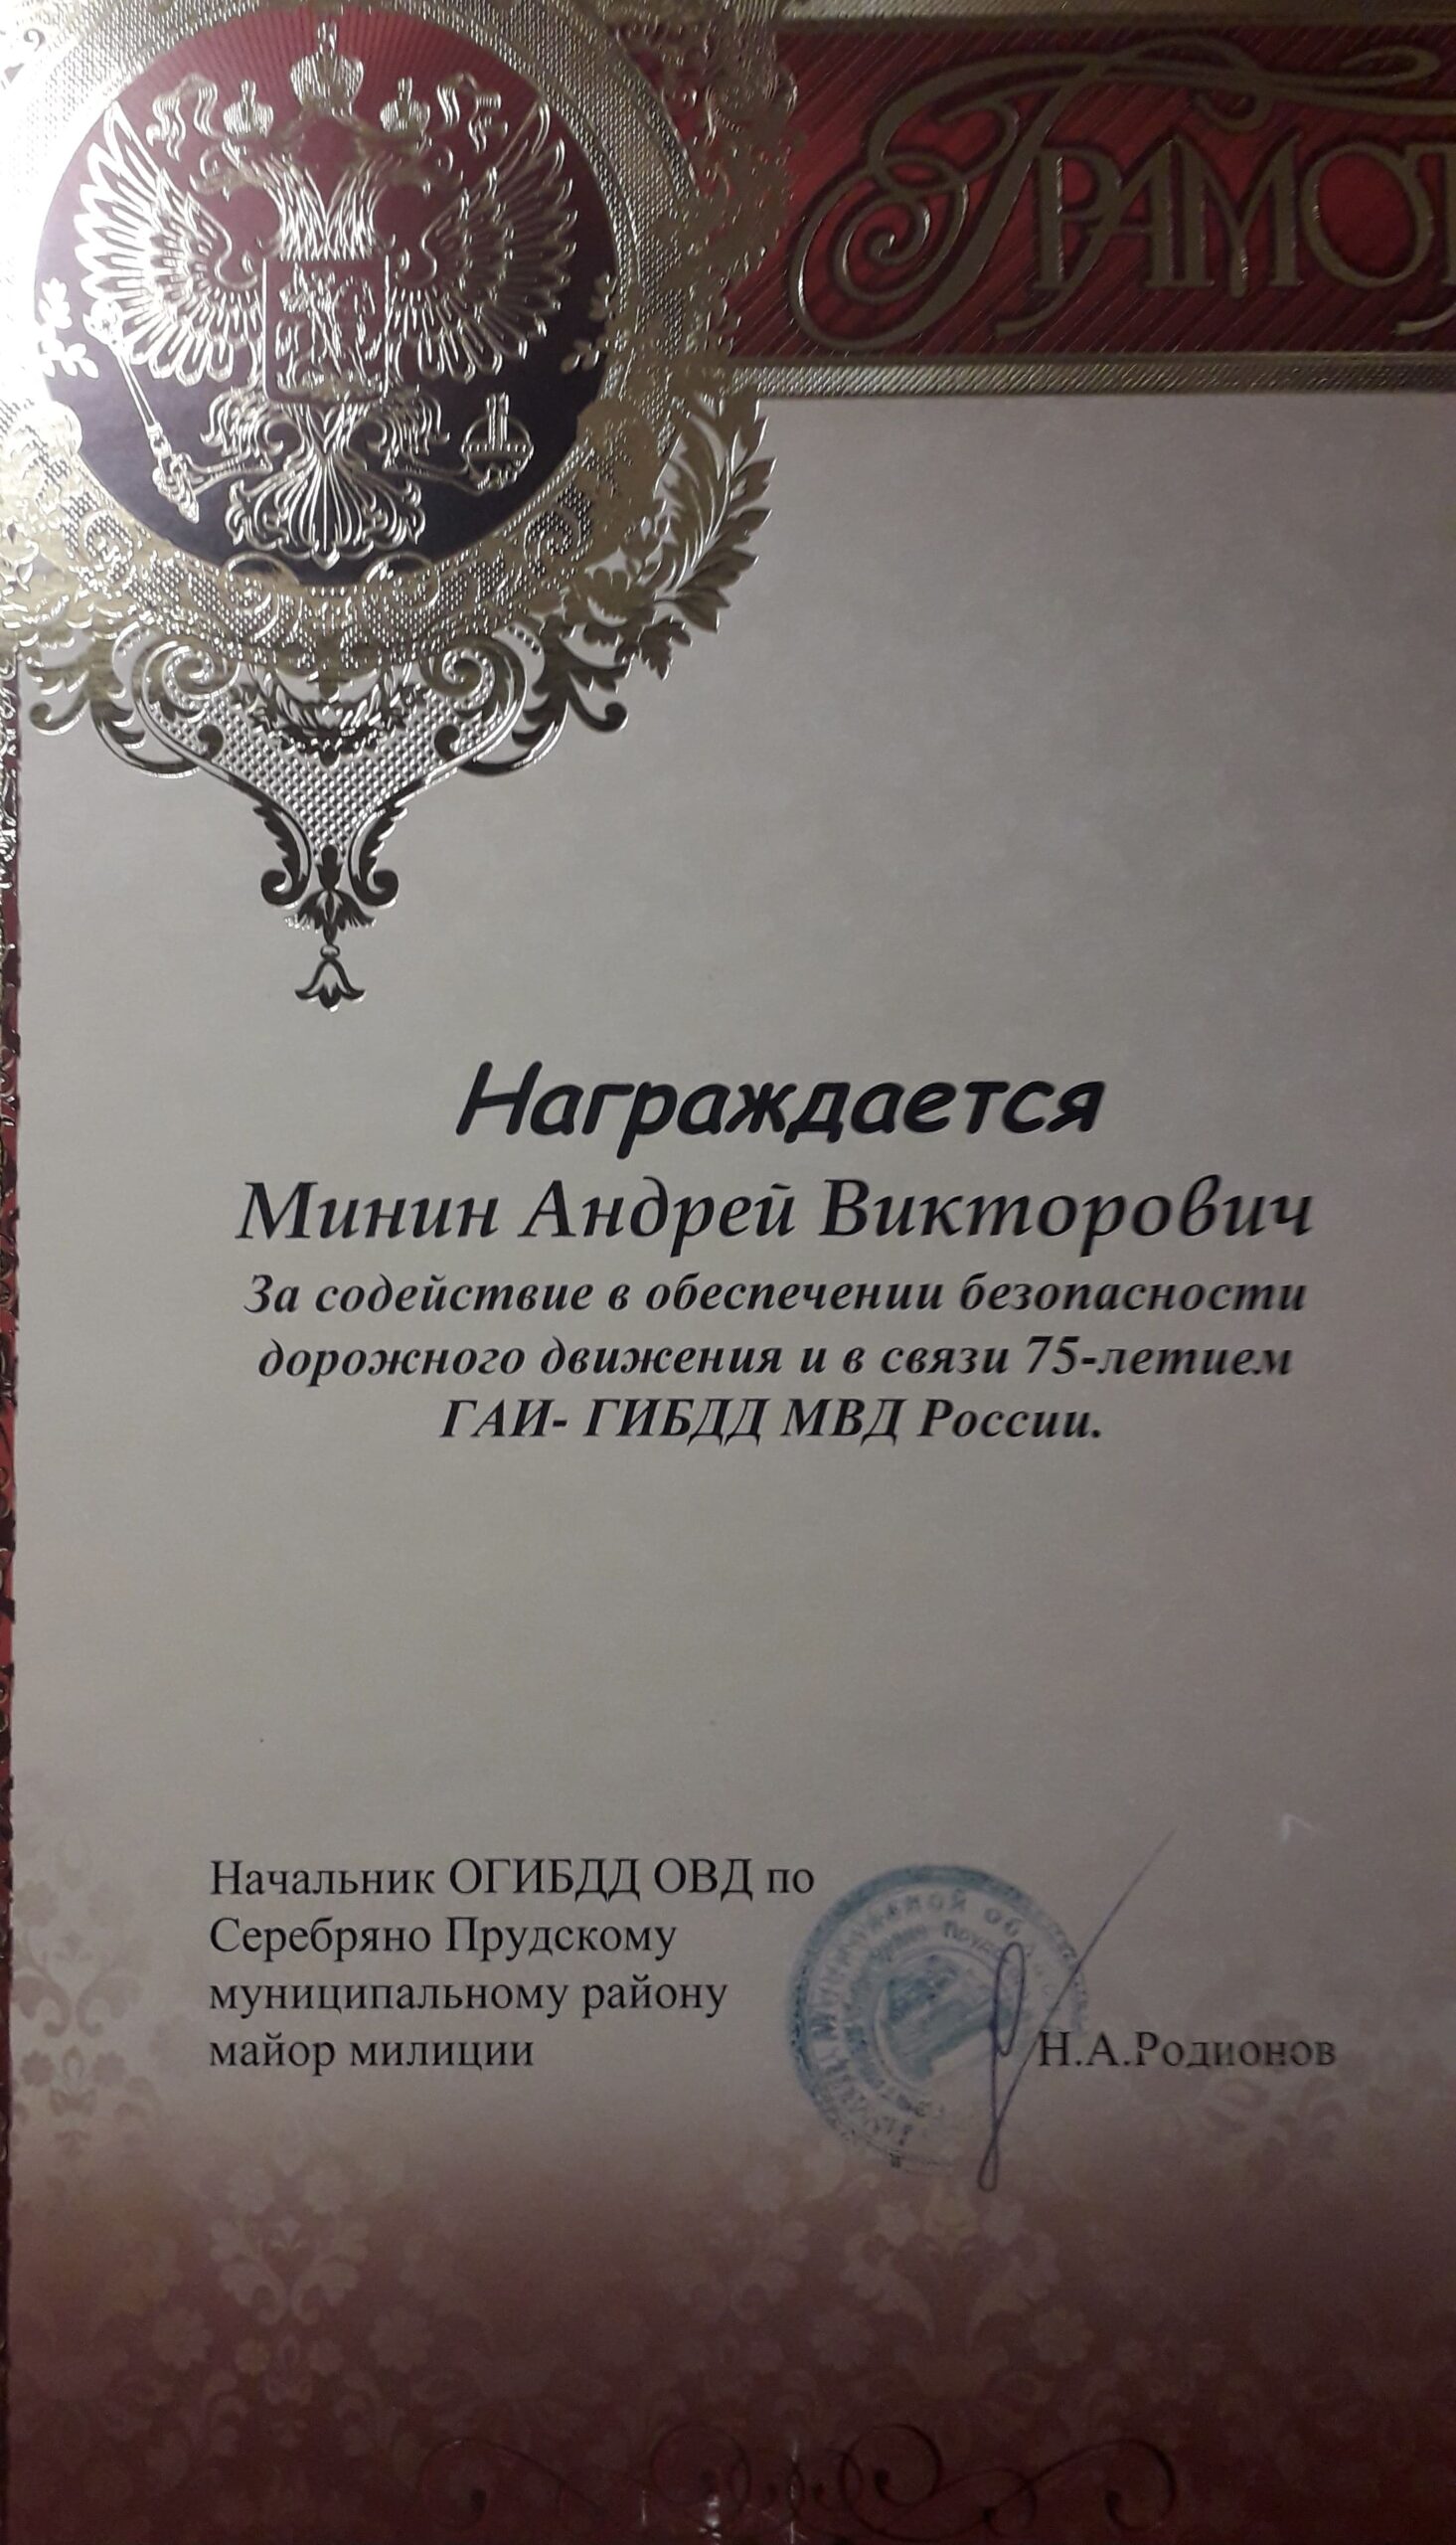 Награждается
Минин Андрей Викторович
За содействие в обеспечении безопасности
дорожного движения и в связи 75-летием
ГАИ- ГИБДД МВД России.
Начальник ОГИБДД ОВД по
Серебряно Прудскому
муниципальному району
майор милиции
Н.А.Родионов